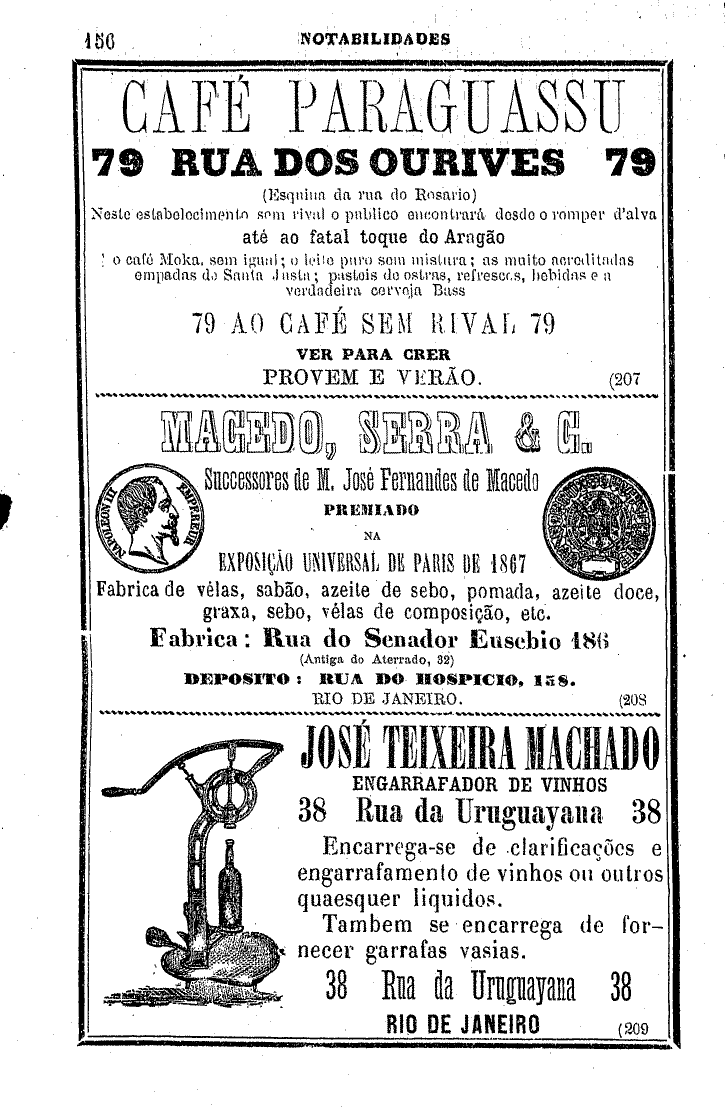 156 NOTABILIDADES
CAFÉ PARAGUASSU
79 RUA DOS OURIVES 79
(Esquina da rua do Rosario)
Neste estabelecimento sem rival o publico encontrará desde o romper d'alva
até ao fatal toque do Aragão
o café Moka, sem igual; o leite puro sem mistura; as muito acreditadas
empadas de Santa Justa; pasteis de ostras, refrescos, bebidas e a
verdadeira cerveja Bass
79 AO CAFÉ SEM RIVAL 79
VER PARA CRER
PROVEM E VERÃO. (207
MACEDO, SERRA & C.
Successores de M. José Fernandes de Macedo
NAPOLEON III EMPEREUR
PREMIADO
NA
EXPOSIÇÃO UNIVERSAL DE PARIS DE 1867
Fabrica de vélas, sabão, azeite de sebo, pomada, azeite doce,
graxa, sebo, vélas de composição, etc.
Fabrica: Rua do Senador Eusebio 186
(Antiga do Aterrado, 32)
DEPOSITO: RUA DO HOSPICIO, 158.
RIO DE JANEIRO. (208
JOSÉ TEIXEIRA MACHADO
ENGARRAFADOR DE VINHOS
38 Rua da Uruguayana 38
Encarrega-se de clarificações e
engarrafamento de vinhos ou outros
quaesquer liquidos.
Tambem se encarrega de for-
necer garrafas vasias.
38 Rua da Uruguayana 38
RIO DE JANEIRO (209